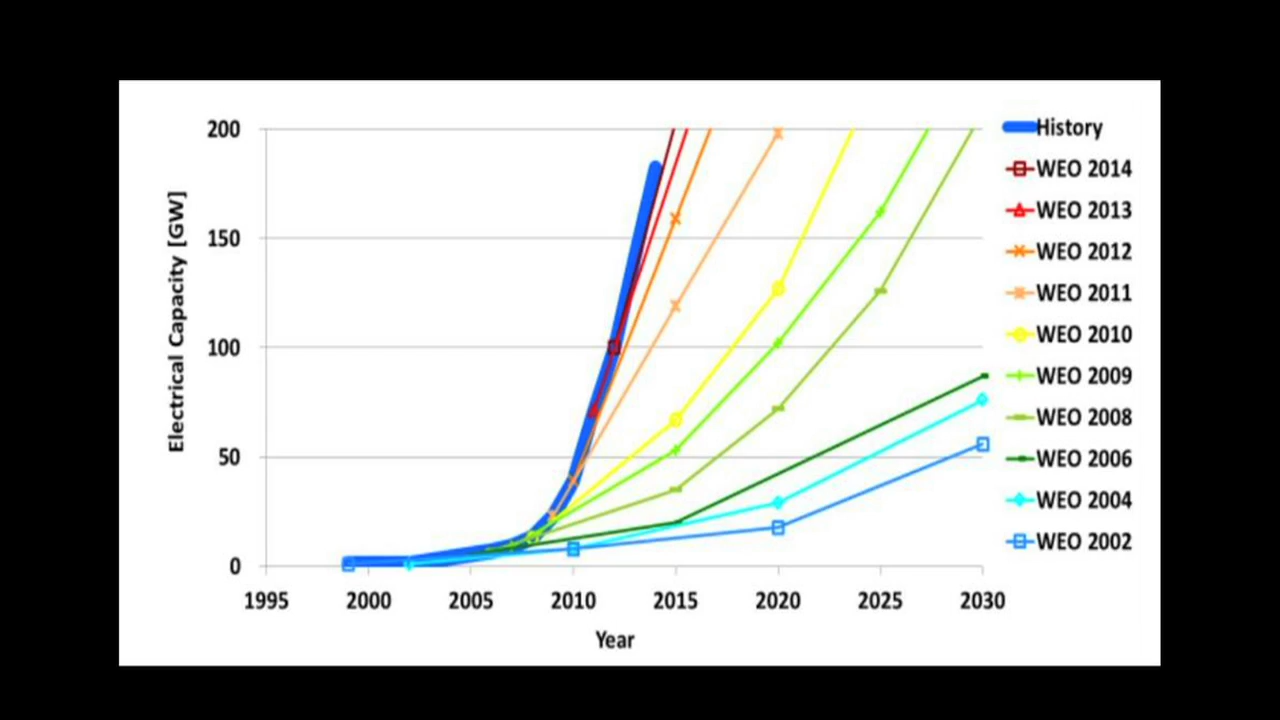 200
150
100
50
0
Electrical Capacity [GW]
1995 2000 2005 2010 2015 2020 2025 2030
Year
History
WEO 2014
WEO 2013
WEO 2012
WEO 2011
WEO 2010
WEO 2009
WEO 2008
WEO 2006
WEO 2004
WEO 2002